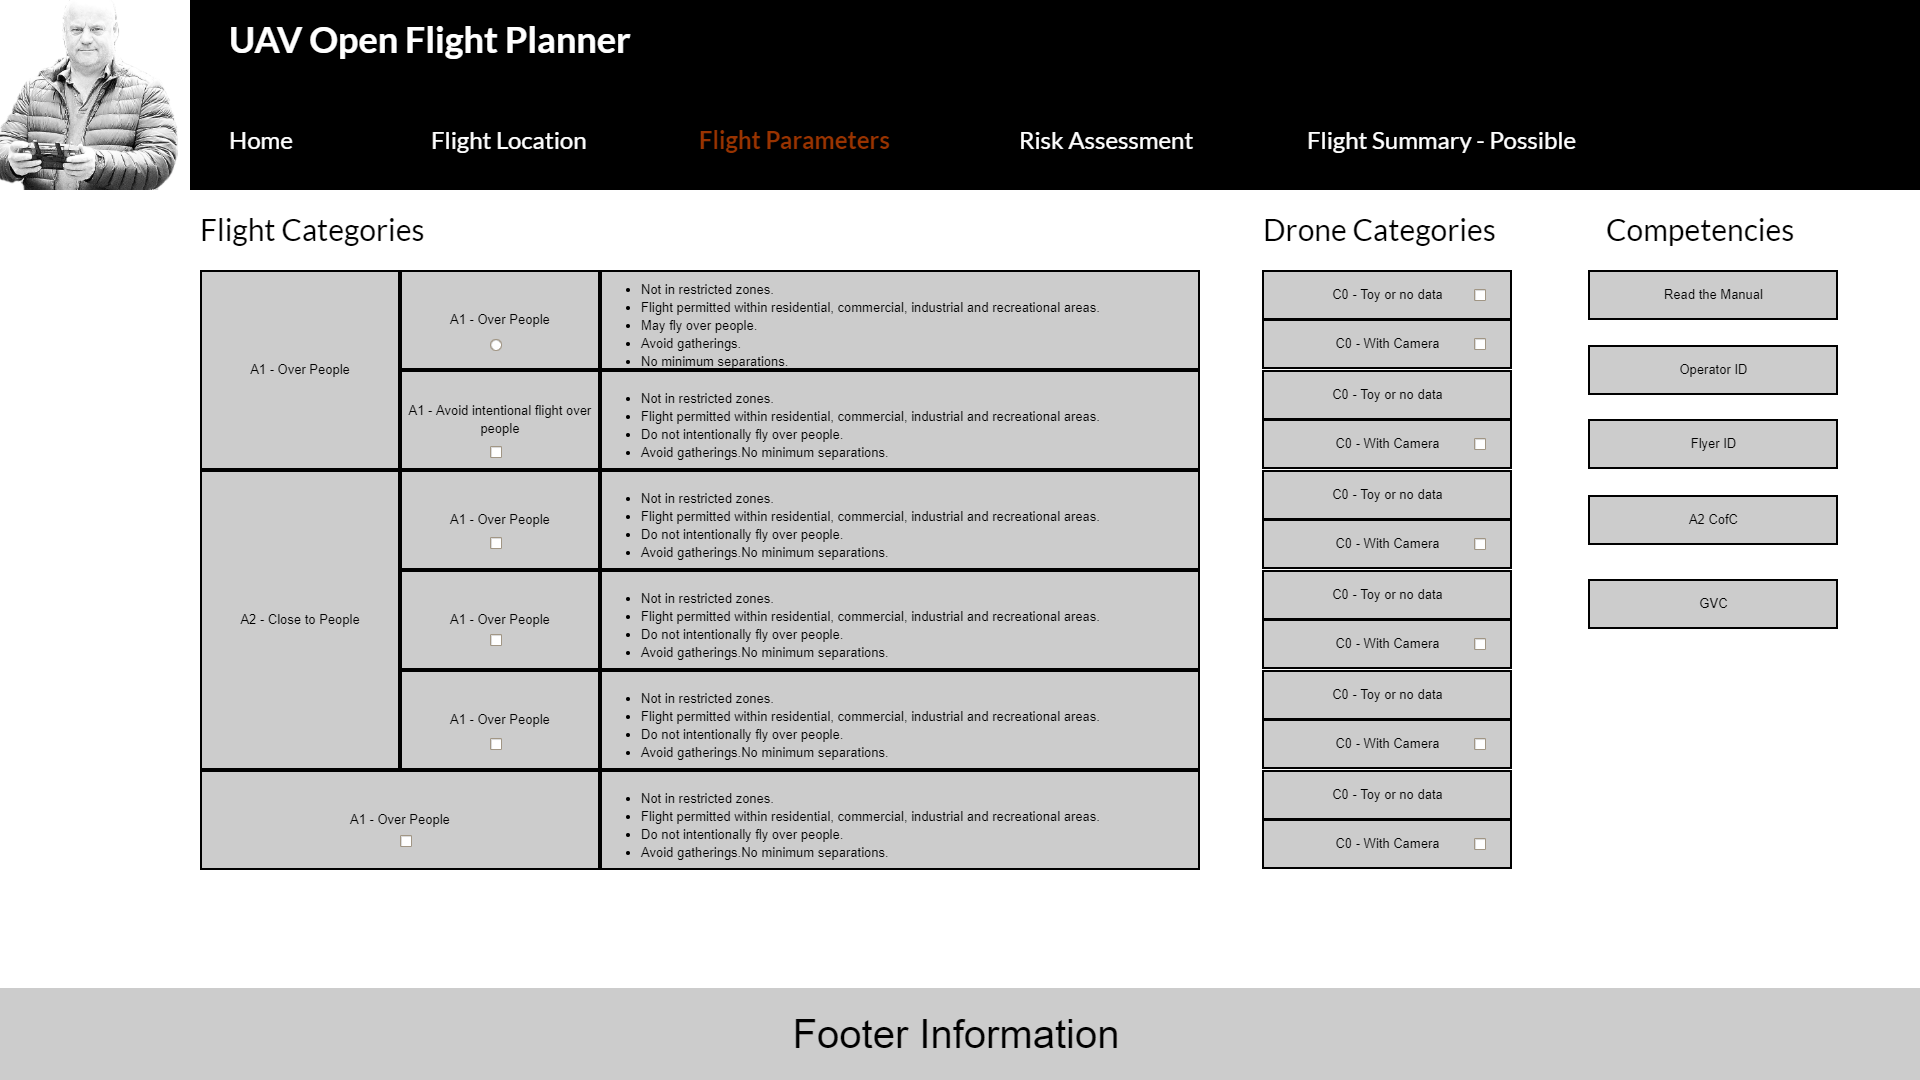 UAV Open Flight Planner
Home
Flight Location
Flight Parameters
Risk Assessment
Flight Summary - Possible
Flight Categories
Drone Categories
Competencies
A1 - Over People
A1 - Over People
• Not in restricted zones.
• Flight permitted within residential, commercial, industrial and recreational areas.
• May fly over people.
• Avoid gatherings.
• No minimum separations.
A1 - Avoid intentional flight over
people
• Not in restricted zones.
• Flight permitted within residential, commercial, industrial and recreational areas.
• Do not intentionally fly over people.
• Avoid gatherings.No minimum separations.
A2 - Close to People
A1 - Over People
• Not in restricted zones.
• Flight permitted within residential, commercial, industrial and recreational areas.
• Do not intentionally fly over people.
• Avoid gatherings.No minimum separations.
A1 - Over People
• Not in restricted zones.
• Flight permitted within residential, commercial, industrial and recreational areas.
• Do not intentionally fly over people.
• Avoid gatherings.No minimum separations.
A1 - Over People
• Not in restricted zones.
• Flight permitted within residential, commercial, industrial and recreational areas.
• Do not intentionally fly over people.
• Avoid gatherings.No minimum separations.
A1 - Over People
• Not in restricted zones.
• Flight permitted within residential, commercial, industrial and recreational areas.
• Do not intentionally fly over people.
• Avoid gatherings.No minimum separations.
C0 - Toy or no data
C0 - With Camera
C0 - Toy or no data
C0 - With Camera
C0 - Toy or no data
C0 - With Camera
C0 - Toy or no data
C0 - With Camera
C0 - Toy or no data
C0 - With Camera
C0 - Toy or no data
C0 - With Camera
Read the Manual
Operator ID
Flyer ID
A2 CofC
GVC
Footer Information